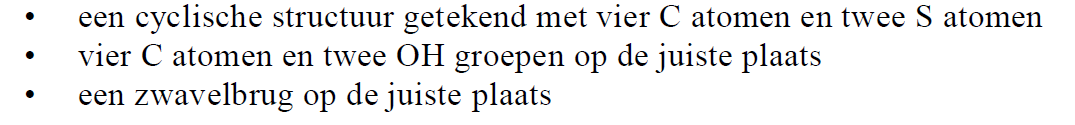 • een cyclische structuur getekend met vier C atomen en twee S atomen
• vier C atomen en twee OH groepen op de juiste plaats
• een zwavelbrug op de juiste plaats